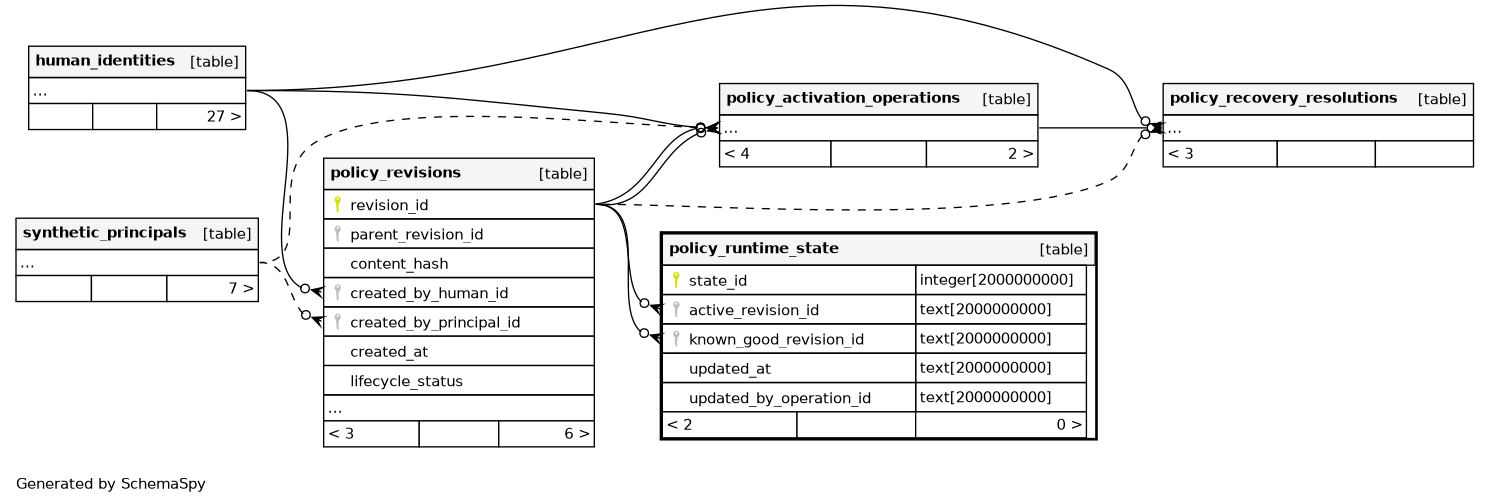 human_identities [table]
...
27 >
synthetic_principals [table]
...
7 >
policy_revisions [table]
revision_id
parent_revision_id
content_hash
created_by_human_id
created_by_principal_id
created_at
lifecycle_status
...
< 3 6 >
policy_activation_operations [table]
...
< 4 2 >
policy_runtime_state [table]
state_id integer[2000000000]
active_revision_id text[2000000000]
known_good_revision_id text[2000000000]
updated_at text[2000000000]
updated_by_operation_id text[2000000000]
< 2 0 >
policy_recovery_resolutions [table]
...
< 3
Generated by SchemaSpy